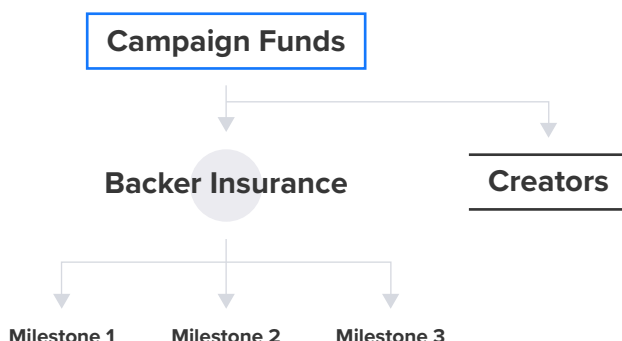 Campaign Funds
Backer Insurance
Creators
Milestone 1
Milestone 2
Milestone 3